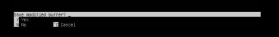 Save modified buffer?
Y Yes
N No ^C Cancel